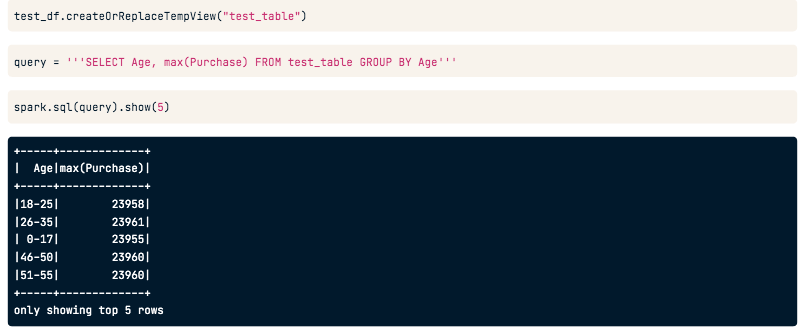 test_df.createOrReplaceTempView("test_table")
query = '''SELECT Age, max(Purchase) FROM test_table GROUP BY Age'''
spark.sql(query).show(5)
+-----+-------------+
|  Age|max(Purchase)|
+-----+-------------+
|18-25|        23958|
|26-35|        23961|
| 0-17|        23955|
|46-50|        23960|
|51-55|        23960|
+-----+-------------+
only showing top 5 rows